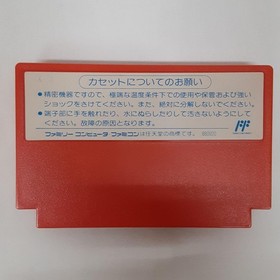 カセットについてのお願い
●精密機器ですので、極端な温度条件下での使用や保管および強い
ショックをさけてください。また、絶対に分解しないでください。
●端子部に手を触れたり、水にぬらしたりして汚さないようにして
ください。故障の原因となります。
ファミリーコンピュータ・ファミコンは任天堂の商標です。
FF